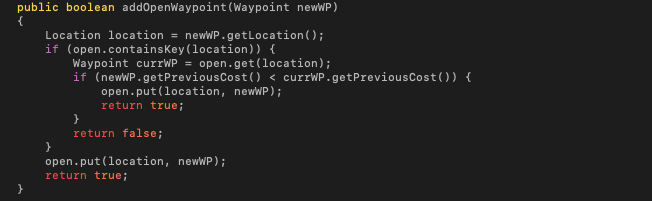 public boolean addOpenWaypoint(Waypoint newWP)
{
    Location location = newWP.getLocation();
    if (open.containsKey(location)) {
        Waypoint currWP = open.get(location);
        if (newWP.getPreviousCost() < currWP.getPreviousCost()) {
            open.put(location, newWP);
            return true;
        }
        return false;
    }
    open.put(location, newWP);
    return true;
}